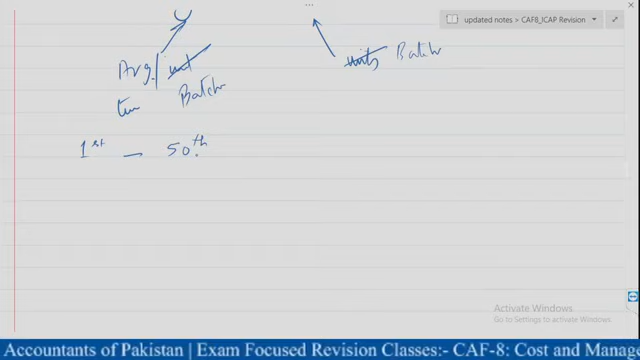 updated notes > CAF8_ICAP Revision
Avg./ unit units Batch
Batch
1st — 50th
Activate Windows
Go to Settings to activate Windows.
Accountants of Pakistan | Exam Focused Revision Classes:- CAF-8: Cost and Manage